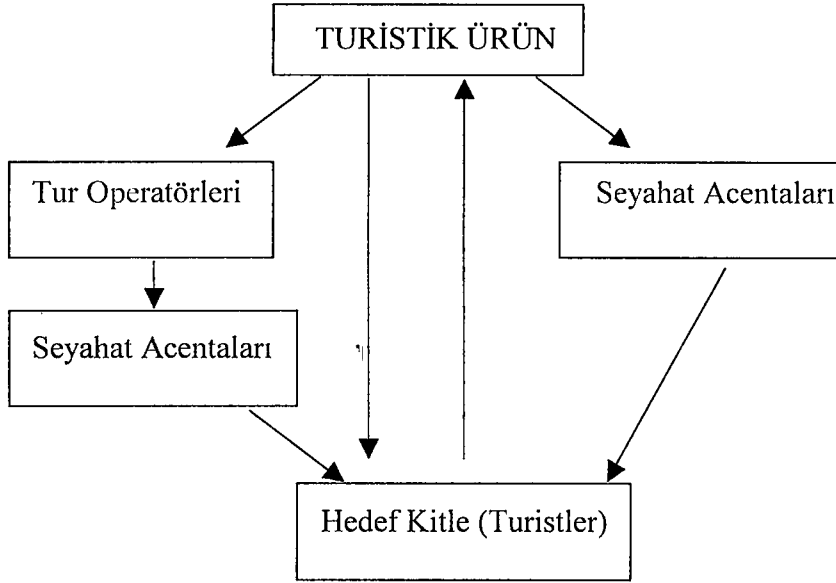 TURİSTİK ÜRÜN
Tur Operatörleri
Seyahat Acentaları
Seyahat Acentaları
Hedef Kitle (Turistler)